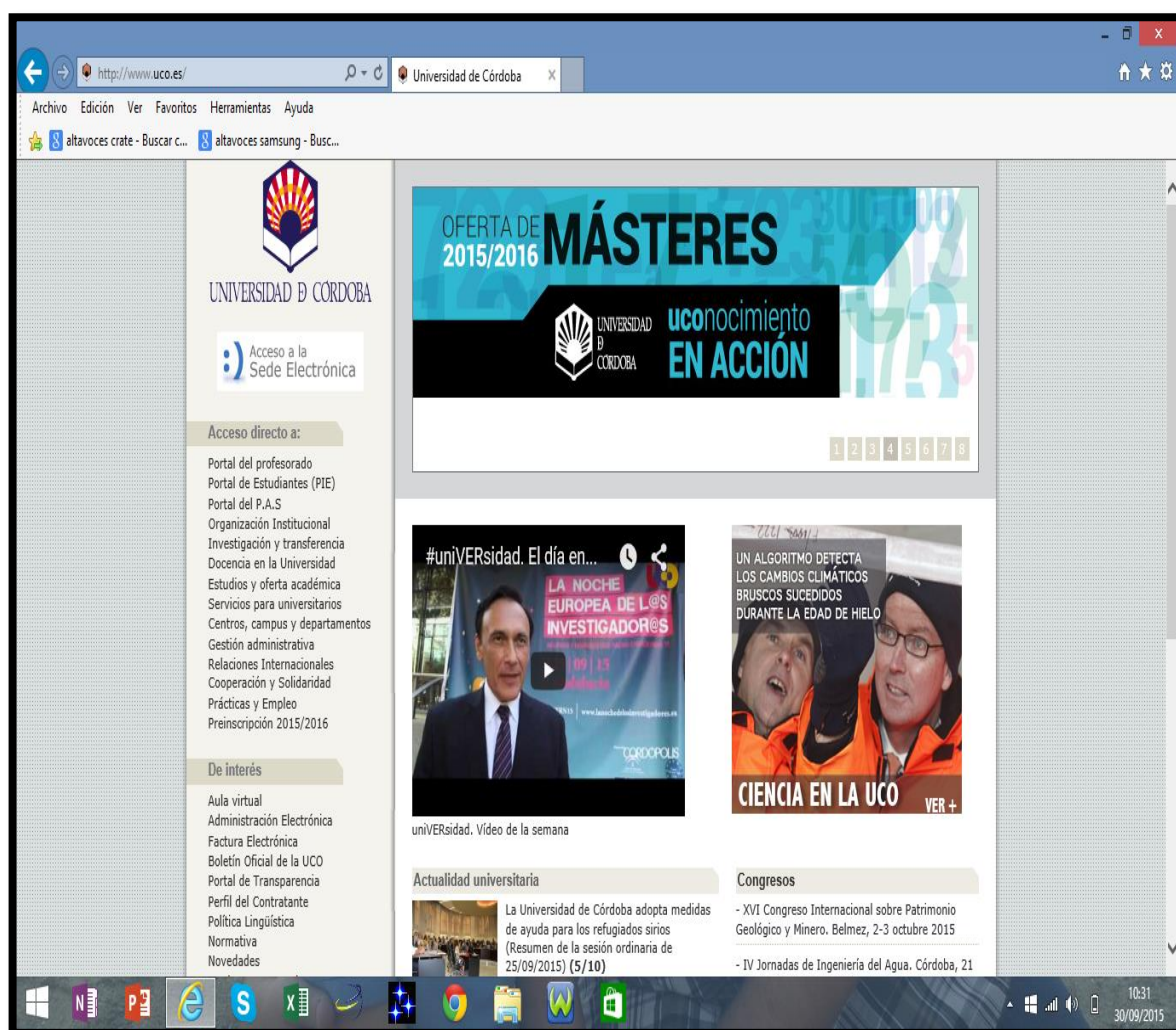 http://www.uco.es/
Universidad de Córdoba
Archivo Edición Ver Favoritos Herramientas Ayuda
altavoces crate - Buscar c... altavoces samsung - Busc...
UNIVERSIDAD Ð CÓRDOBA
Acceso a la
Sede Electrónica
Acceso directo a:
Portal del profesorado
Portal de Estudiantes (PIE)
Portal del P.A.S
Organización Institucional
Investigación y transferencia
Docencia en la Universidad
Estudios y oferta académica
Servicios para universitarios
Centros, campus y departamentos
Gestión administrativa
Relaciones Internacionales
Cooperación y Solidaridad
Prácticas y Empleo
Preinscripción 2015/2016
De interés
Aula virtual
Administración Electrónica
Factura Electrónica
Boletín Oficial de la UCO
Portal de Transparencia
Perfil del Contratante
Política Lingüística
Normativa
Novedades
OFERTA DE
2015/2016
MÁSTERES
UNIVERSIDAD
Ð
CÓRDOBA
uconocimiento
EN ACCIÓN
1 2 3 4 5 6 7 8
#uniVERsidad. El día en...
LA NOCHE
EUROPEA DE L@S
INVESTIGADOR@S
09 | 15
CORDOPOLIS
uniVERsidad. Vídeo de la semana
UN ALGORITMO DETECTA
LOS CAMBIOS CLIMÁTICOS
BRUSCOS SUCEDIDOS
DURANTE LA EDAD DE HIELO
CIENCIA EN LA UCO
VER +
Actualidad universitaria
La Universidad de Córdoba adopta medidas
de ayuda para los refugiados sirios
(Resumen de la sesión ordinaria de
25/09/2015) (5/10)
Congresos
- XVI Congreso Internacional sobre Patrimonio
Geológico y Minero. Belmez, 2-3 octubre 2015
- IV Jornadas de Ingeniería del Agua. Córdoba, 21
10:31
30/09/2015